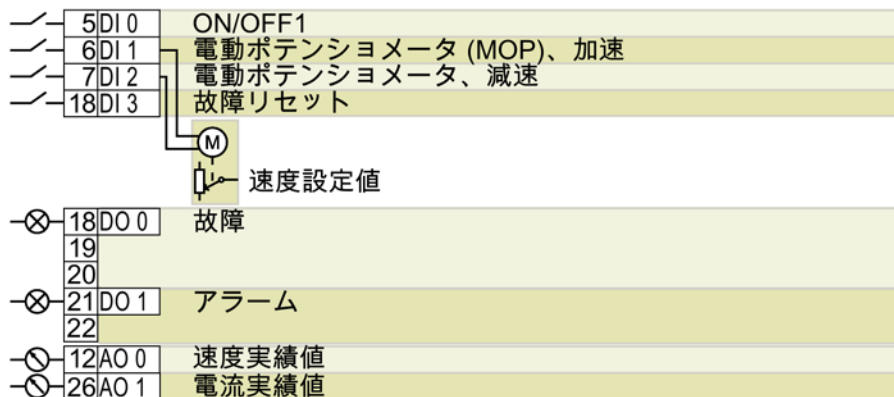 5 DI 0 ON/OFF1
6 DI 1 電動ポテンショメータ (MOP)、加速
7 DI 2 電動ポテンショメータ、減速
18 DI 3 故障リセット
M
速度設定値
18 DO 0 故障
19
20
21 DO 1 アラーム
22
12 AO 0 速度実績値
26 AO 1 電流実績値